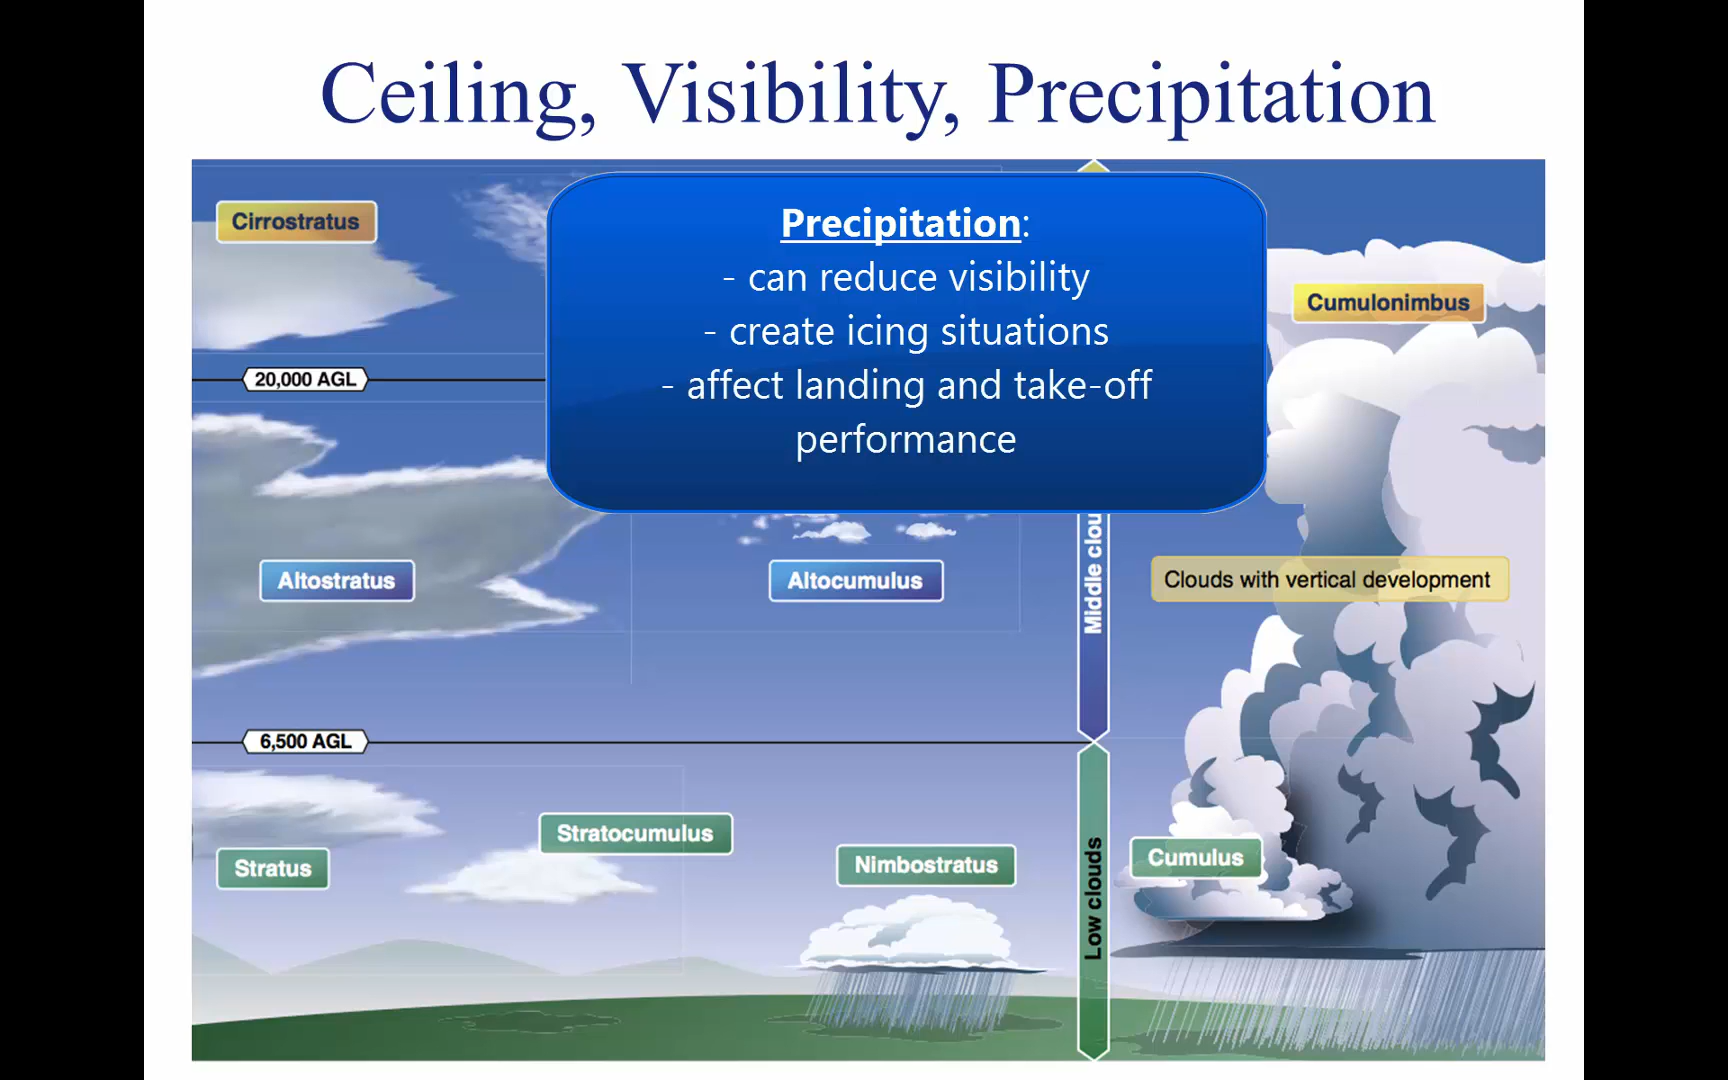 Ceiling, Visibility, Precipitation
Cirrostratus
Precipitation:
- can reduce visibility
- create icing situations
- affect landing and take-off
performance
Cumulonimbus
20,000 AGL
Altostratus
Altocumulus
Middle clou
Clouds with vertical development
6,500 AGL
Stratus
Stratocumulus
Nimbostratus
Low clouds
Cumulus